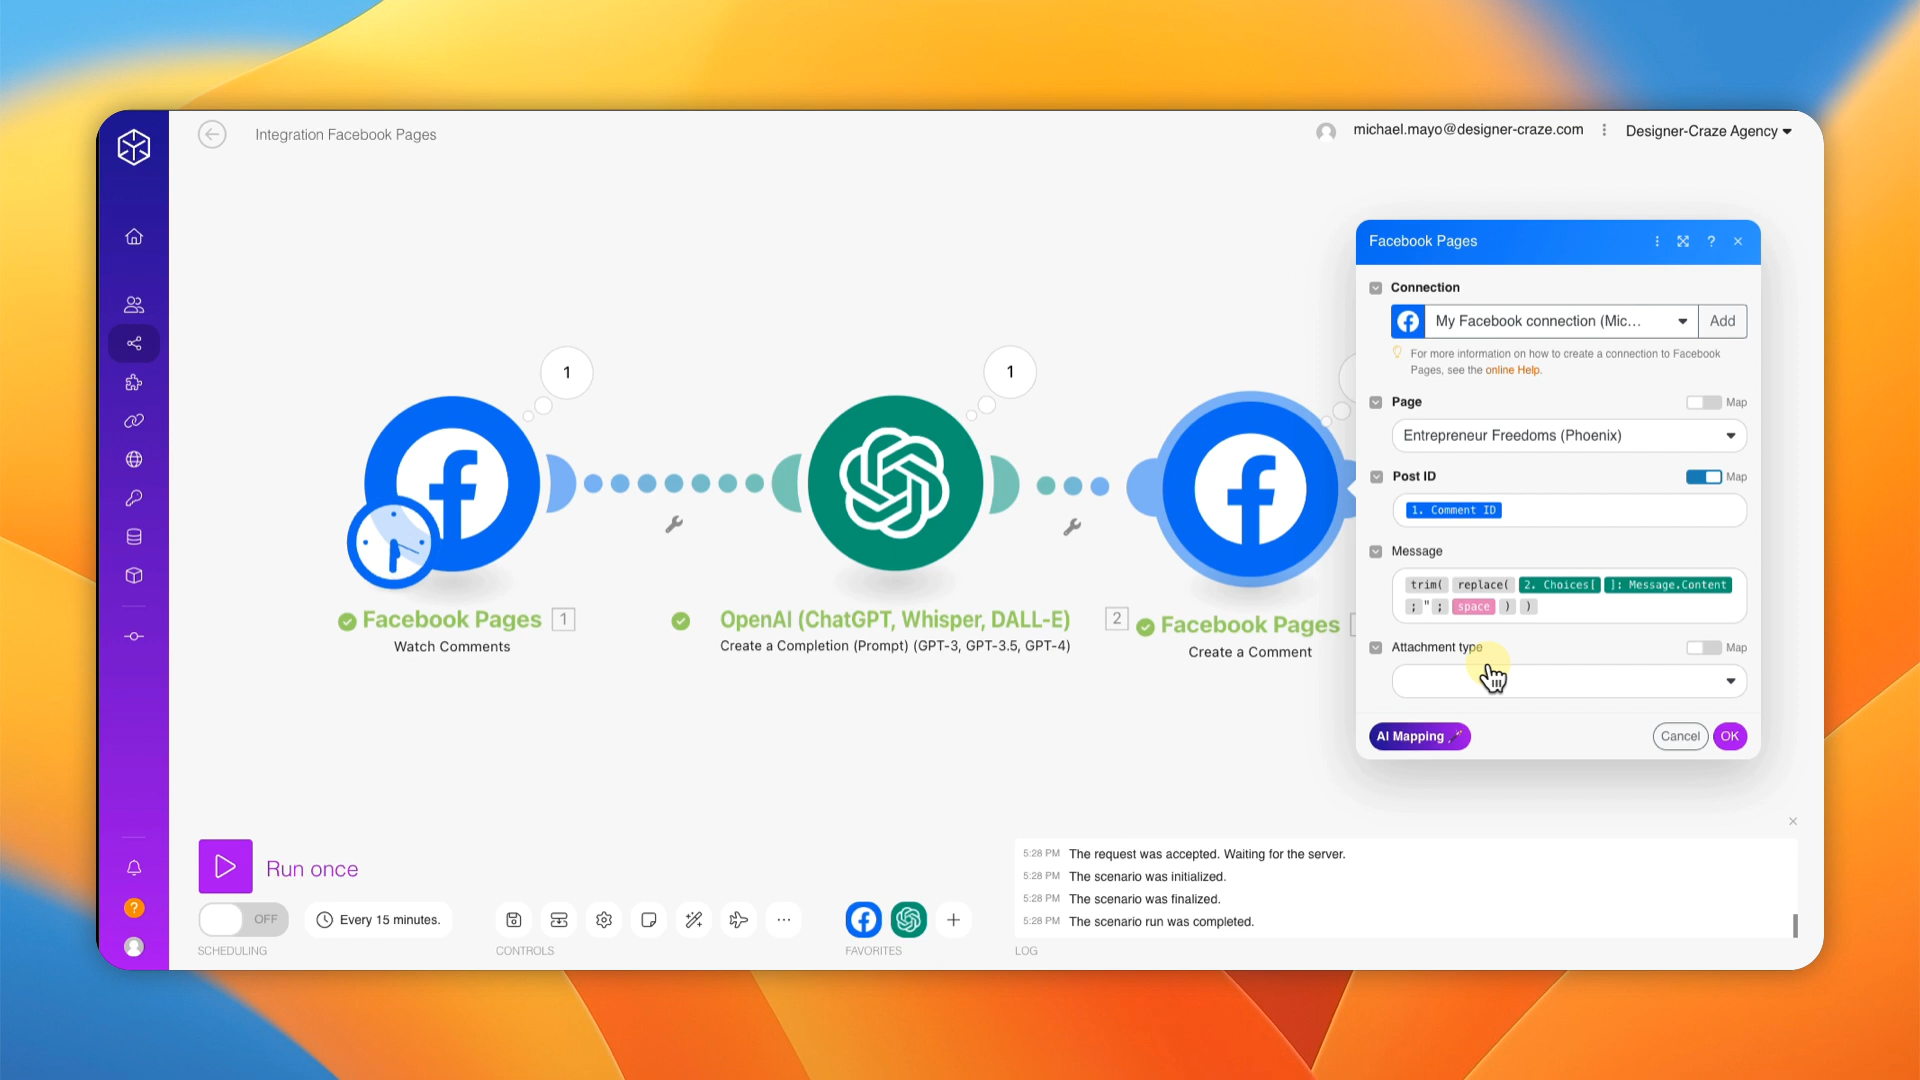 Integration Facebook Pages
michael.mayo@designer-craze.com
Designer-Craze Agency
Facebook Pages
?
Connection
My Facebook connection (Mic...
Add
For more information on how to create a connection to Facebook
Pages, see the online Help.
Page
Map
Entrepreneur Freedoms (Phoenix)
Post ID
Map
1. Comment ID
Message
trim( replace( 2. Choices[ ]: Message.Content
; " ; space ) )
Attachment type
Map
AI Mapping
Cancel
OK
1
1
Facebook Pages 1
Watch Comments
OpenAI (ChatGPT, Whisper, DALL-E) 2
Create a Completion (Prompt) (GPT-3, GPT-3.5, GPT-4)
Facebook Pages
Create a Comment
Run once
OFF
Every 15 minutes.
SCHEDULING
CONTROLS
FAVORITES
5:28 PM The request was accepted. Waiting for the server.
5:28 PM The scenario was initialized.
5:28 PM The scenario was finalized.
5:28 PM The scenario run was completed.
LOG
?